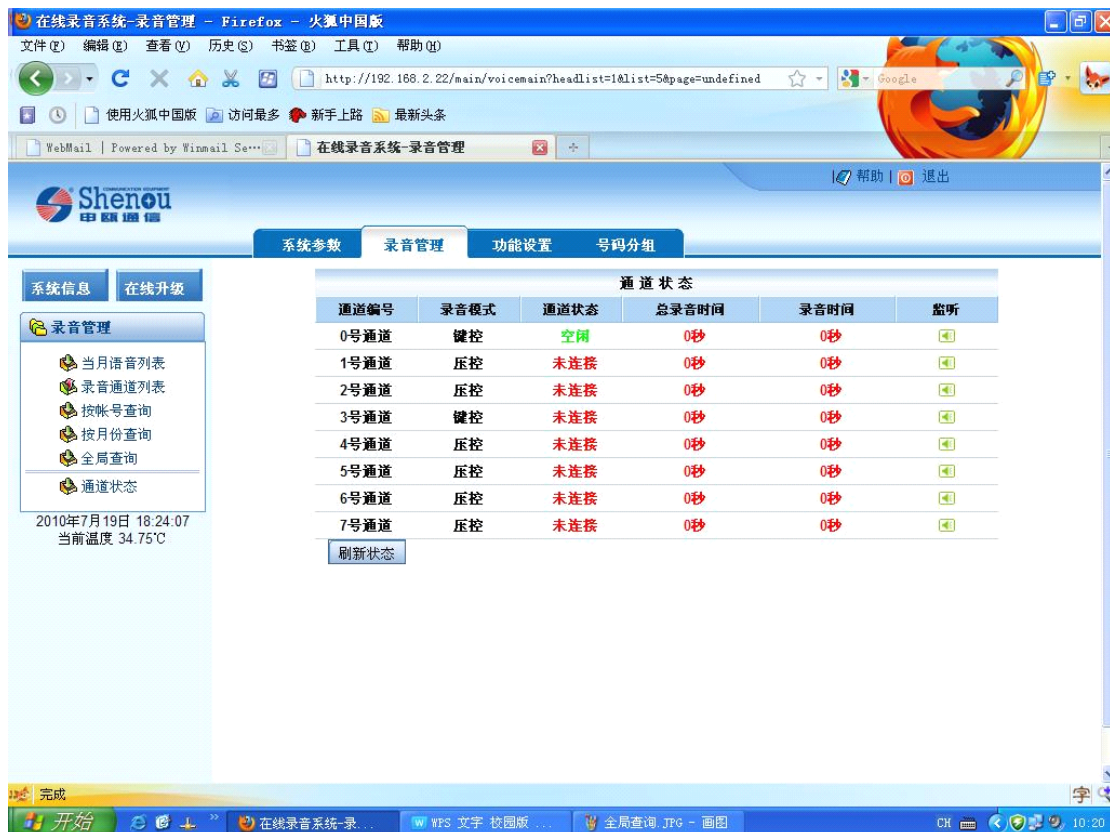 在线录音系统-录音管理 - Firefox - 火狐中国版
文件(F) 编辑(E) 查看(V) 历史(S) 书签(B) 工具(T) 帮助(H)
http://192.168.2.22/main/voicemain?headlist=1&list=5&page=undefined
Google
使用火狐中国版 访问最多 新手上路 最新头条
WebMail | Powered by Winmail Se… 在线录音系统-录音管理
帮助 | 退出
Shenou
申瓯通信
系统参数 录音管理 功能设置 号码分组
系统信息 在线升级
录音管理
当月语音列表
录音通道列表
按帐号查询
按月份查询
全局查询
通道状态
2010年7月19日 18:24:07
当前温度 34.75℃
通道状态
通道编号 录音模式 通道状态 总录音时间 录音时间 监听
0号通道 键控 空闲 0秒 0秒
1号通道 压控 未连接 0秒 0秒
2号通道 压控 未连接 0秒 0秒
3号通道 键控 未连接 0秒 0秒
4号通道 压控 未连接 0秒 0秒
5号通道 压控 未连接 0秒 0秒
6号通道 压控 未连接 0秒 0秒
7号通道 压控 未连接 0秒 0秒
刷新状态
完成
字
开始 在线录音系统-录... WPS 文字 校园版 ... 全局查询.JPG - 画图 CH 10:20